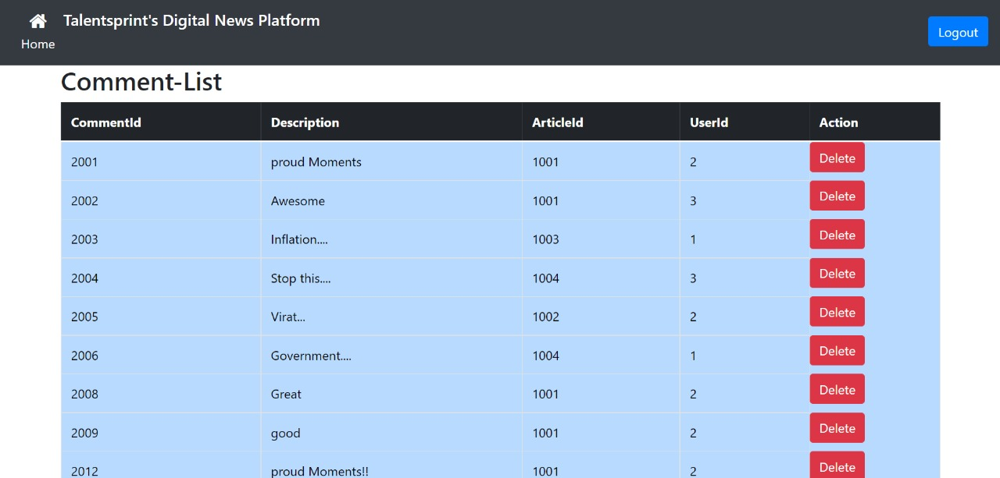 Talentsprint's Digital News Platform
Home
Logout
Comment-List
CommentId Description ArticleId UserId Action
2001 proud Moments 1001 2 Delete
2002 Awesome 1001 3 Delete
2003 Inflation.... 1003 1 Delete
2004 Stop this.... 1004 3 Delete
2005 Virat... 1002 2 Delete
2006 Government.... 1004 1 Delete
2008 Great 1001 2 Delete
2009 good 1001 2 Delete
2012 proud Moments!! 1001 2 Delete